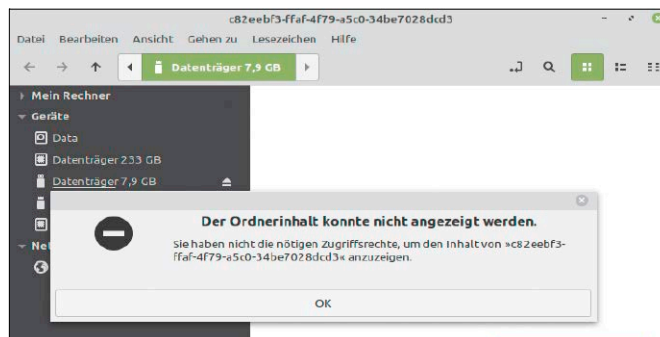 c82eebf3-ffaf-4f79-a5c0-34be7028dcd3
Datei Bearbeiten Ansicht Gehen zu Lesezeichen Hilfe
Datenträger 7,9 GB
Mein Rechner
Geräte
Data
Datenträger 233 GB
Datenträger 7,9 GB
Net
Der Ordnerinhalt konnte nicht angezeigt werden.
Sie haben nicht die nötigen Zugriffsrechte, um den Inhalt von »c82eebf3-
ffaf-4f79-a5c0-34be7028dcd3« anzuzeigen.
OK